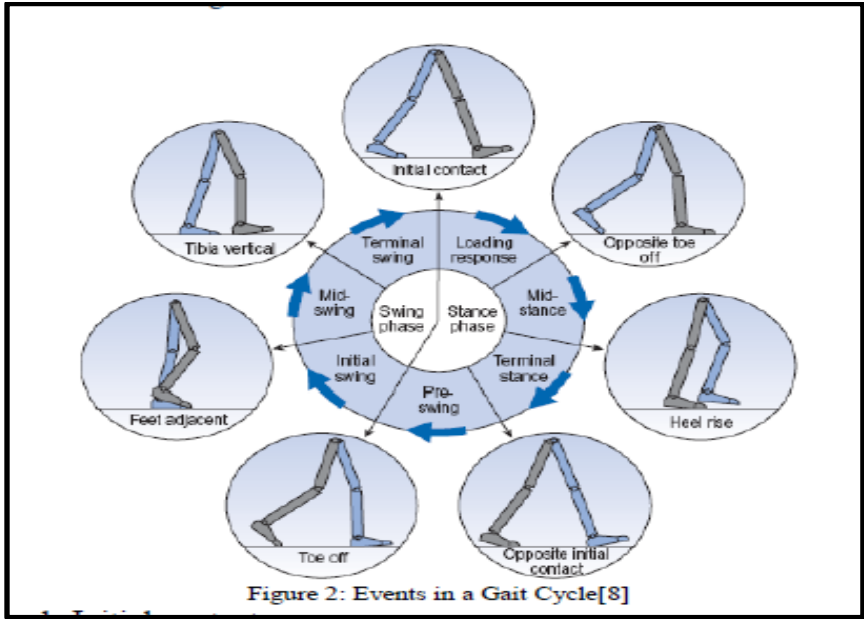 Initial contact
Tibia vertical
Opposite toe
off
Terminal
swing
Loading
response
Mid-
swing
Swing
phase
Stance
phase
Mid-
stance
Initial
swing
Terminal
stance
Pre-
swing
Feet adjacent
Heel rise
Toe off
Opposite initial
contact
Figure 2: Events in a Gait Cycle[8]